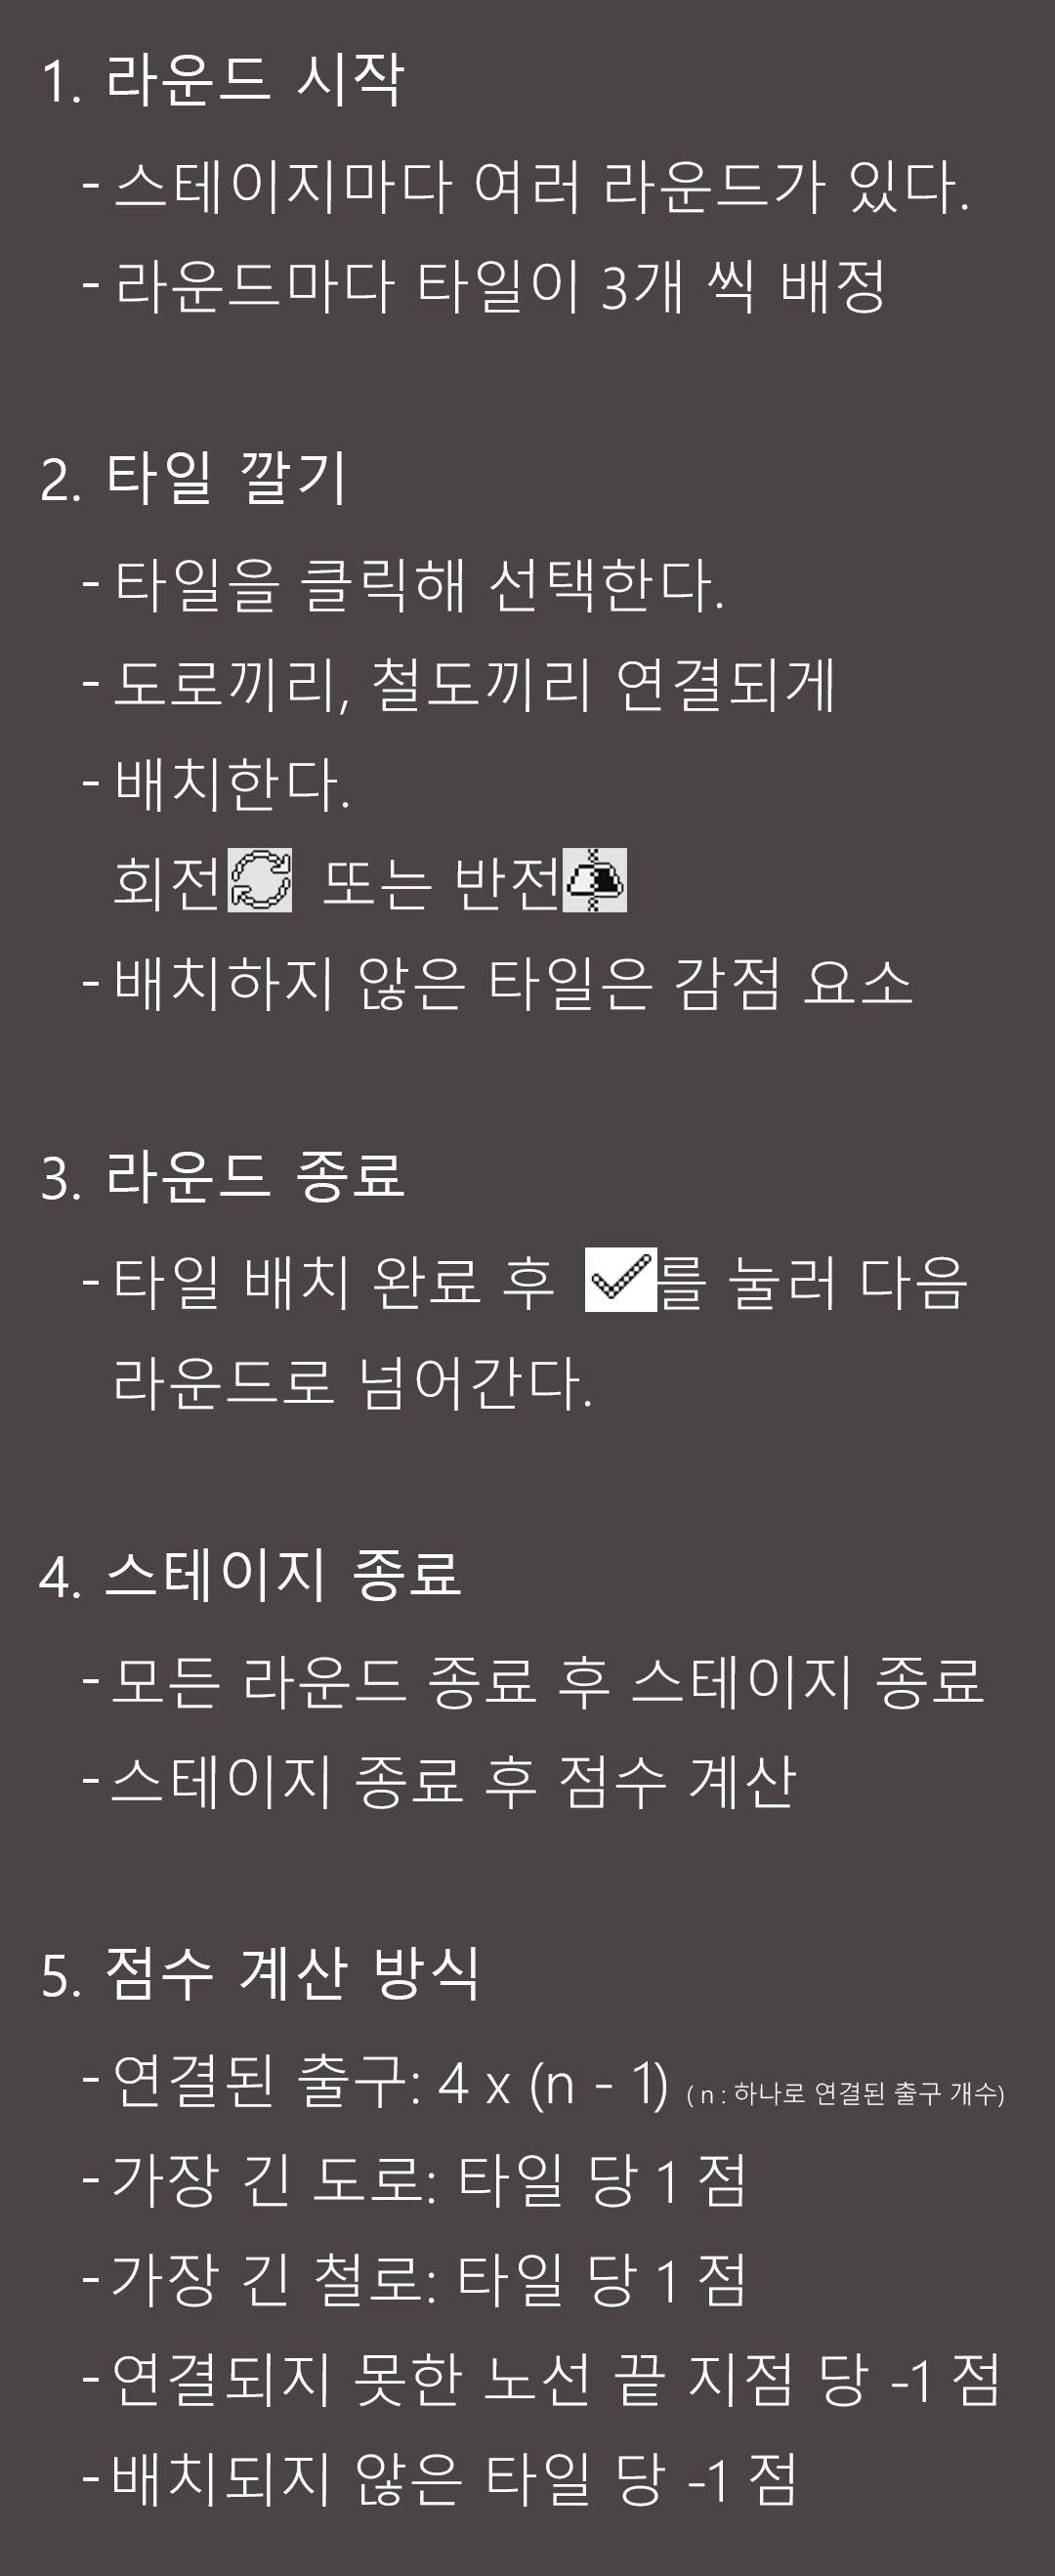 1. 라운드 시작
- 스테이지마다 여러 라운드가 있다.
- 라운드마다 타일이 3개 씩 배정
2. 타일 깔기
- 타일을 클릭해 선택한다.
- 도로끼리, 철도끼리 연결되게
- 배치한다.
회전 또는 반전
- 배치하지 않은 타일은 감점 요소
3. 라운드 종료
- 타일 배치 완료 후 를 눌러 다음
라운드로 넘어간다.
4. 스테이지 종료
- 모든 라운드 종료 후 스테이지 종료
- 스테이지 종료 후 점수 계산
5. 점수 계산 방식
- 연결된 출구: 4 x (n - 1) ( n : 하나로 연결된 출구 개수)
- 가장 긴 도로: 타일 당 1 점
- 가장 긴 철로: 타일 당 1 점
- 연결되지 못한 노선 끝 지점 당 -1 점
- 배치되지 않은 타일 당 -1 점